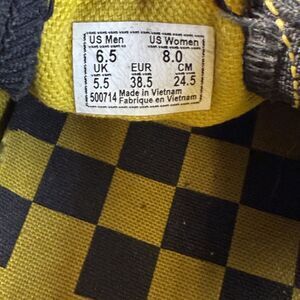 US Men US Women
6.5 8.0
UK EUR CM
5.5 38.5 24.5
500714 Made in Vietnam
Fabrique en Vietnam